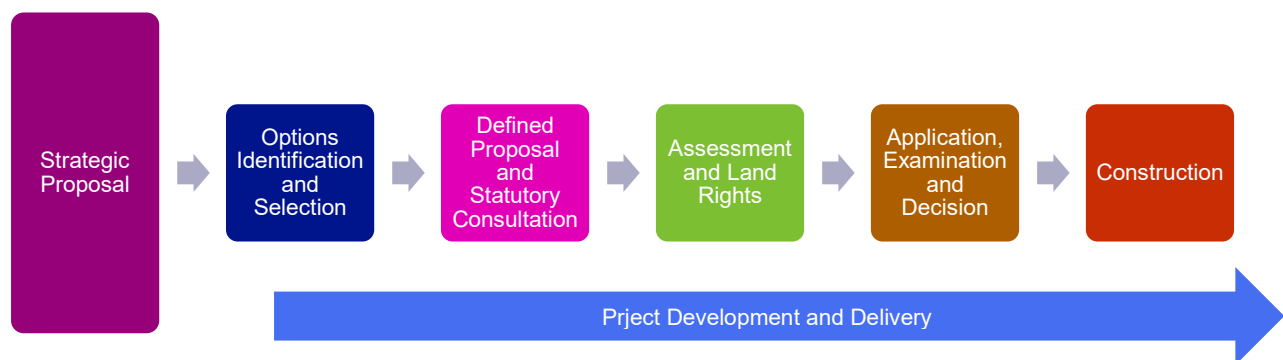 Strategic
Proposal
Options
Identification
and
Selection
Defined
Proposal
and
Statutory
Consultation
Assessment
and Land
Rights
Application,
Examination
and
Decision
Construction
Prject Development and Delivery